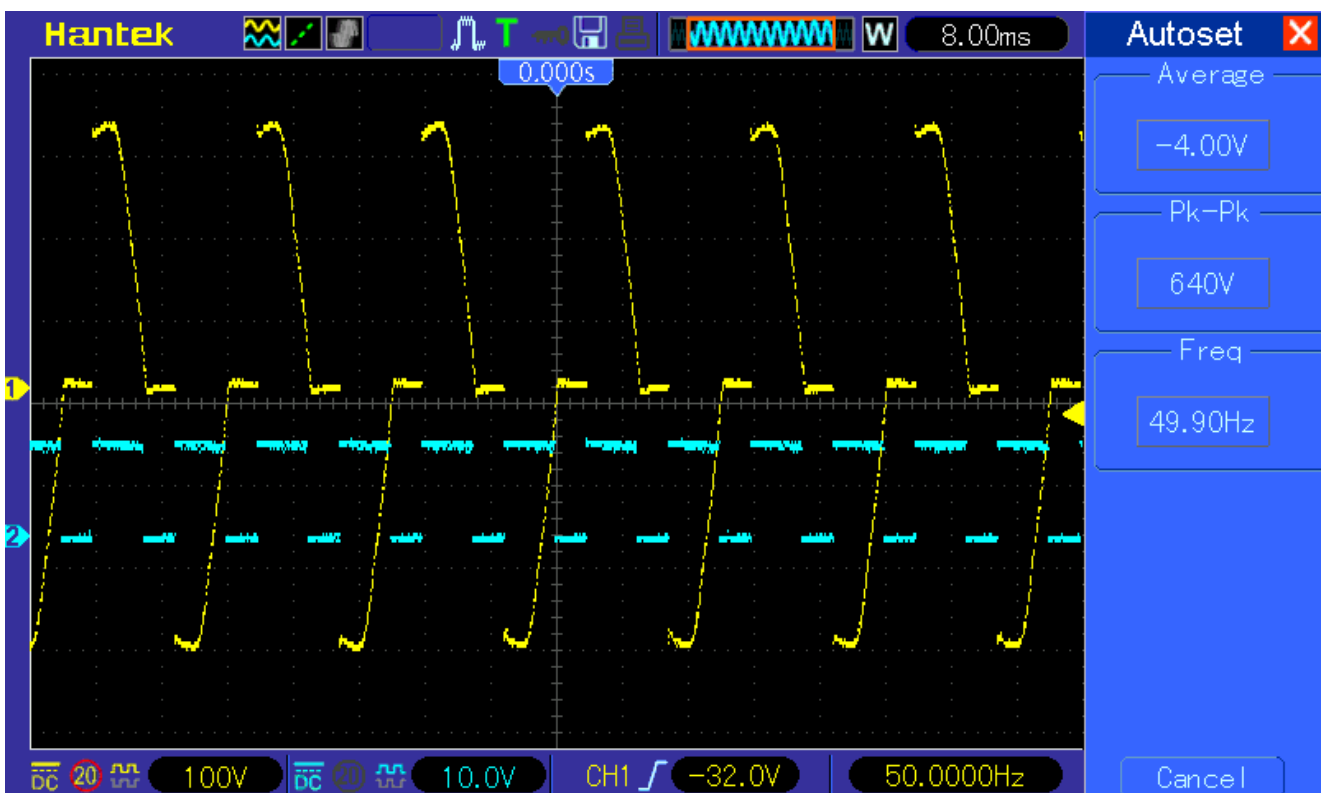 Hantek
T
W
8.00ms
Autoset
0.000s
Average
-4.00V
Pk-Pk
640V
Freq
49.90Hz
1
2
DC 20 100V DC 20 10.0V CH1 -32.0V 50.0000Hz
Cancel